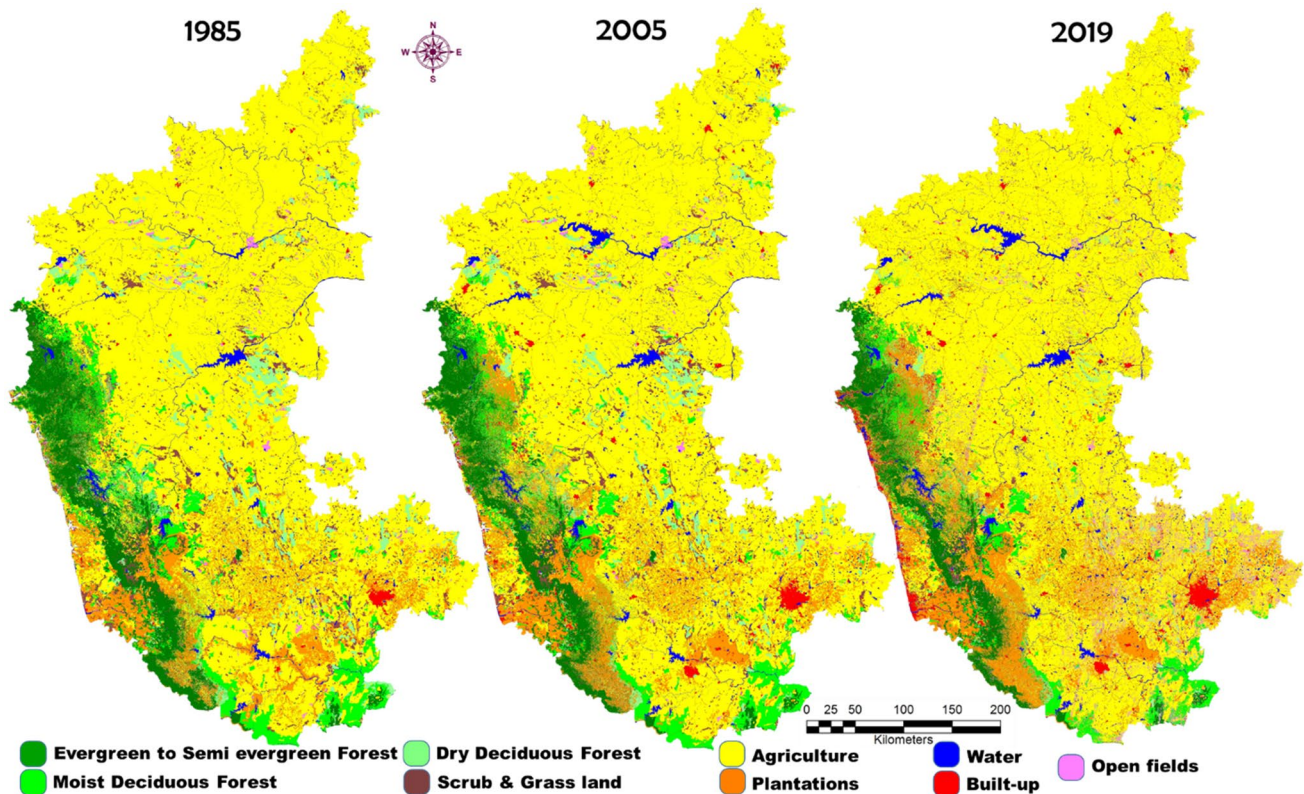 1985
2005
2019
N
W E
S
0 25 50 100 150 200
Kilometers
Evergreen to Semi evergreen Forest
Dry Deciduous Forest
Agriculture
Water
Open fields
Moist Deciduous Forest
Scrub & Grass land
Plantations
Built-up